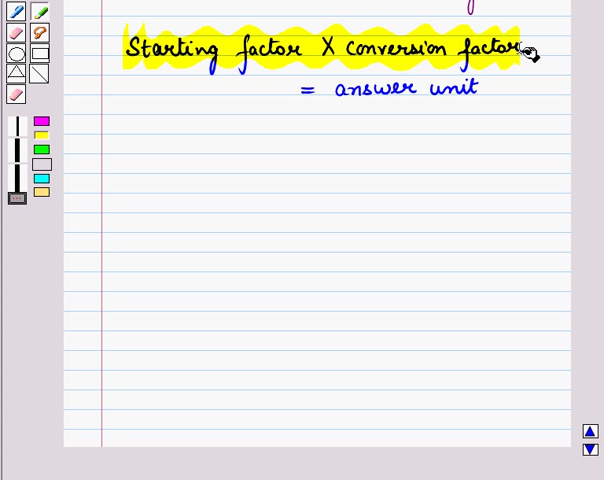 Starting factor X conversion factor
= answer unit